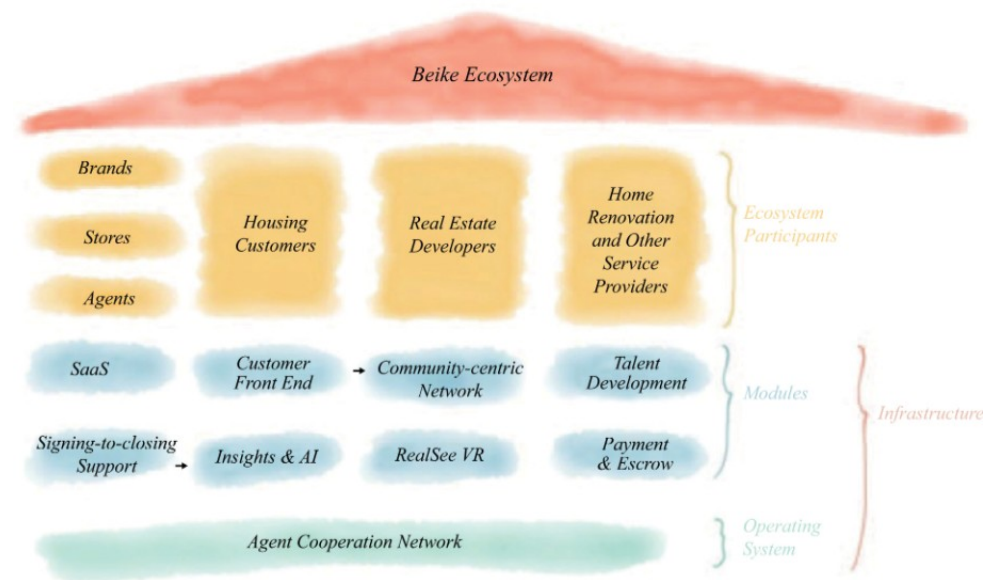 Beike Ecosystem
Brands
Stores
Agents
Housing
Customers
Real Estate
Developers
Home
Renovation
and Other
Service
Providers
Ecosystem
Participants
SaaS
Customer
Front End
Community-centric
Network
Talent
Development
Signing-to-closing
Support
Insights & AI
RealSee VR
Payment
& Escrow
Modules
Infrastructure
Agent Cooperation Network
Operating
System